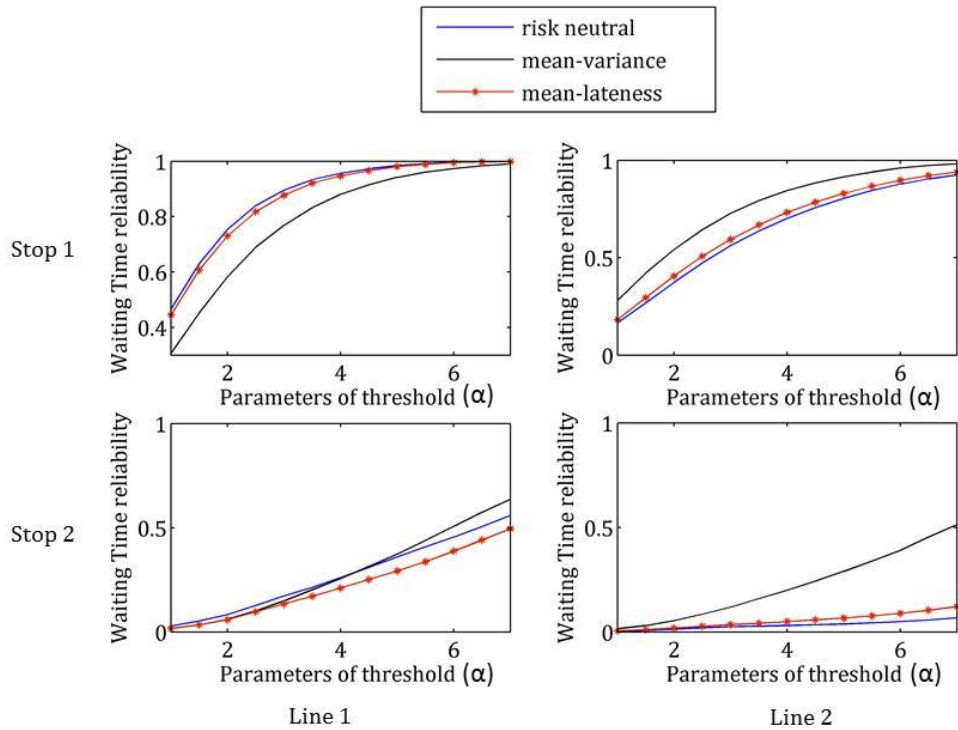 risk neutral
mean-variance
mean-lateness
Stop 1
Waiting Time reliability
1
0.8
0.6
0.4
2
4
6
Parameters of threshold (α)
Waiting Time reliability
1
0.5
0
2
4
6
Parameters of threshold (α)
Stop 2
Waiting Time reliability
1
0.5
0
2
4
6
Parameters of threshold (α)
Waiting Time reliability
1
0.5
0
2
4
6
Parameters of threshold (α)
Line 1
Line 2